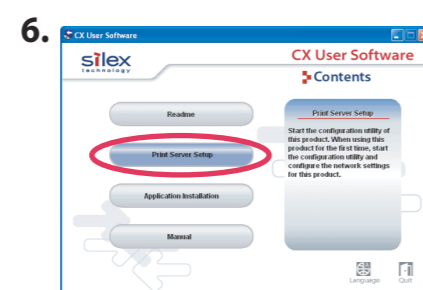 6.
CX User Software
silex
technology
CX User Software
Contents
Readme
Print Server Setup
Application Installation
Manual
Print Server Setup
Start the configuration utility of
this product. When using this
product for the first time, start
the configuration utility and
configure the network settings
for this product.
Language
Quit